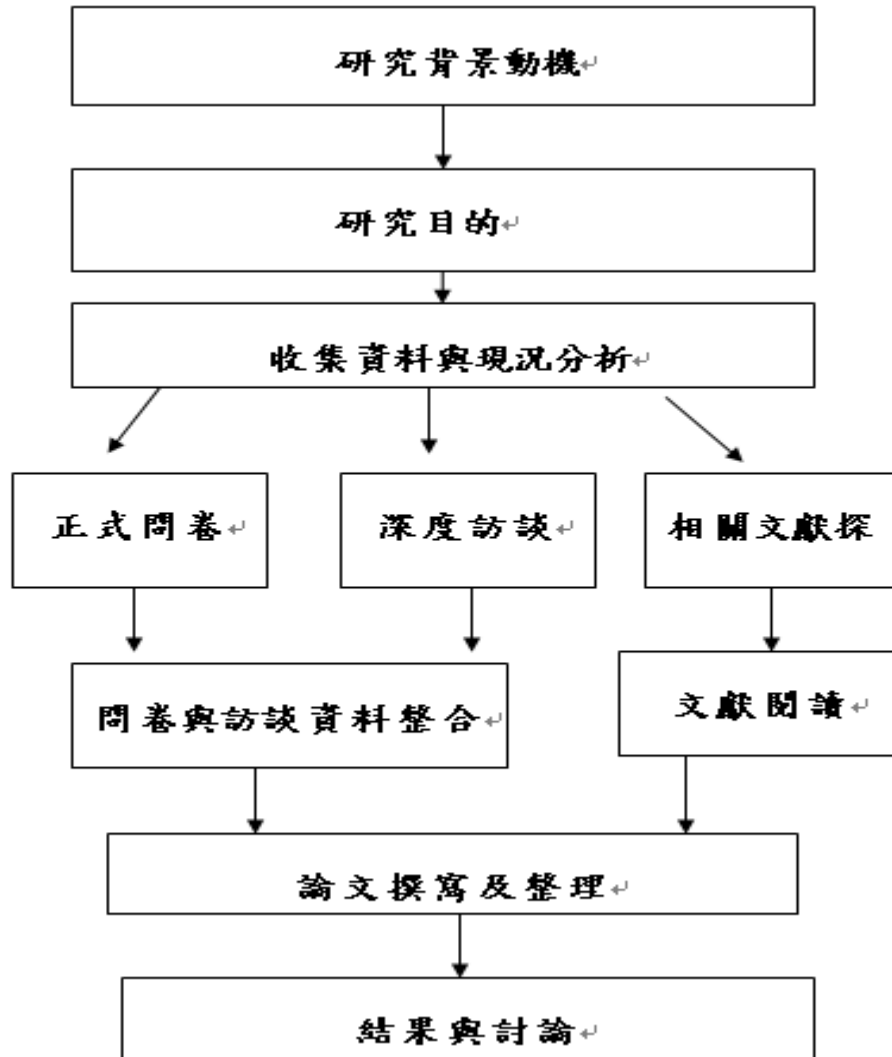 研究背景動機
研究目的
收集資料與現況分析
正式問卷
深度訪談
相關文獻探
問卷與訪談資料整合
文獻閱讀
論文撰寫及整理
結果與討論